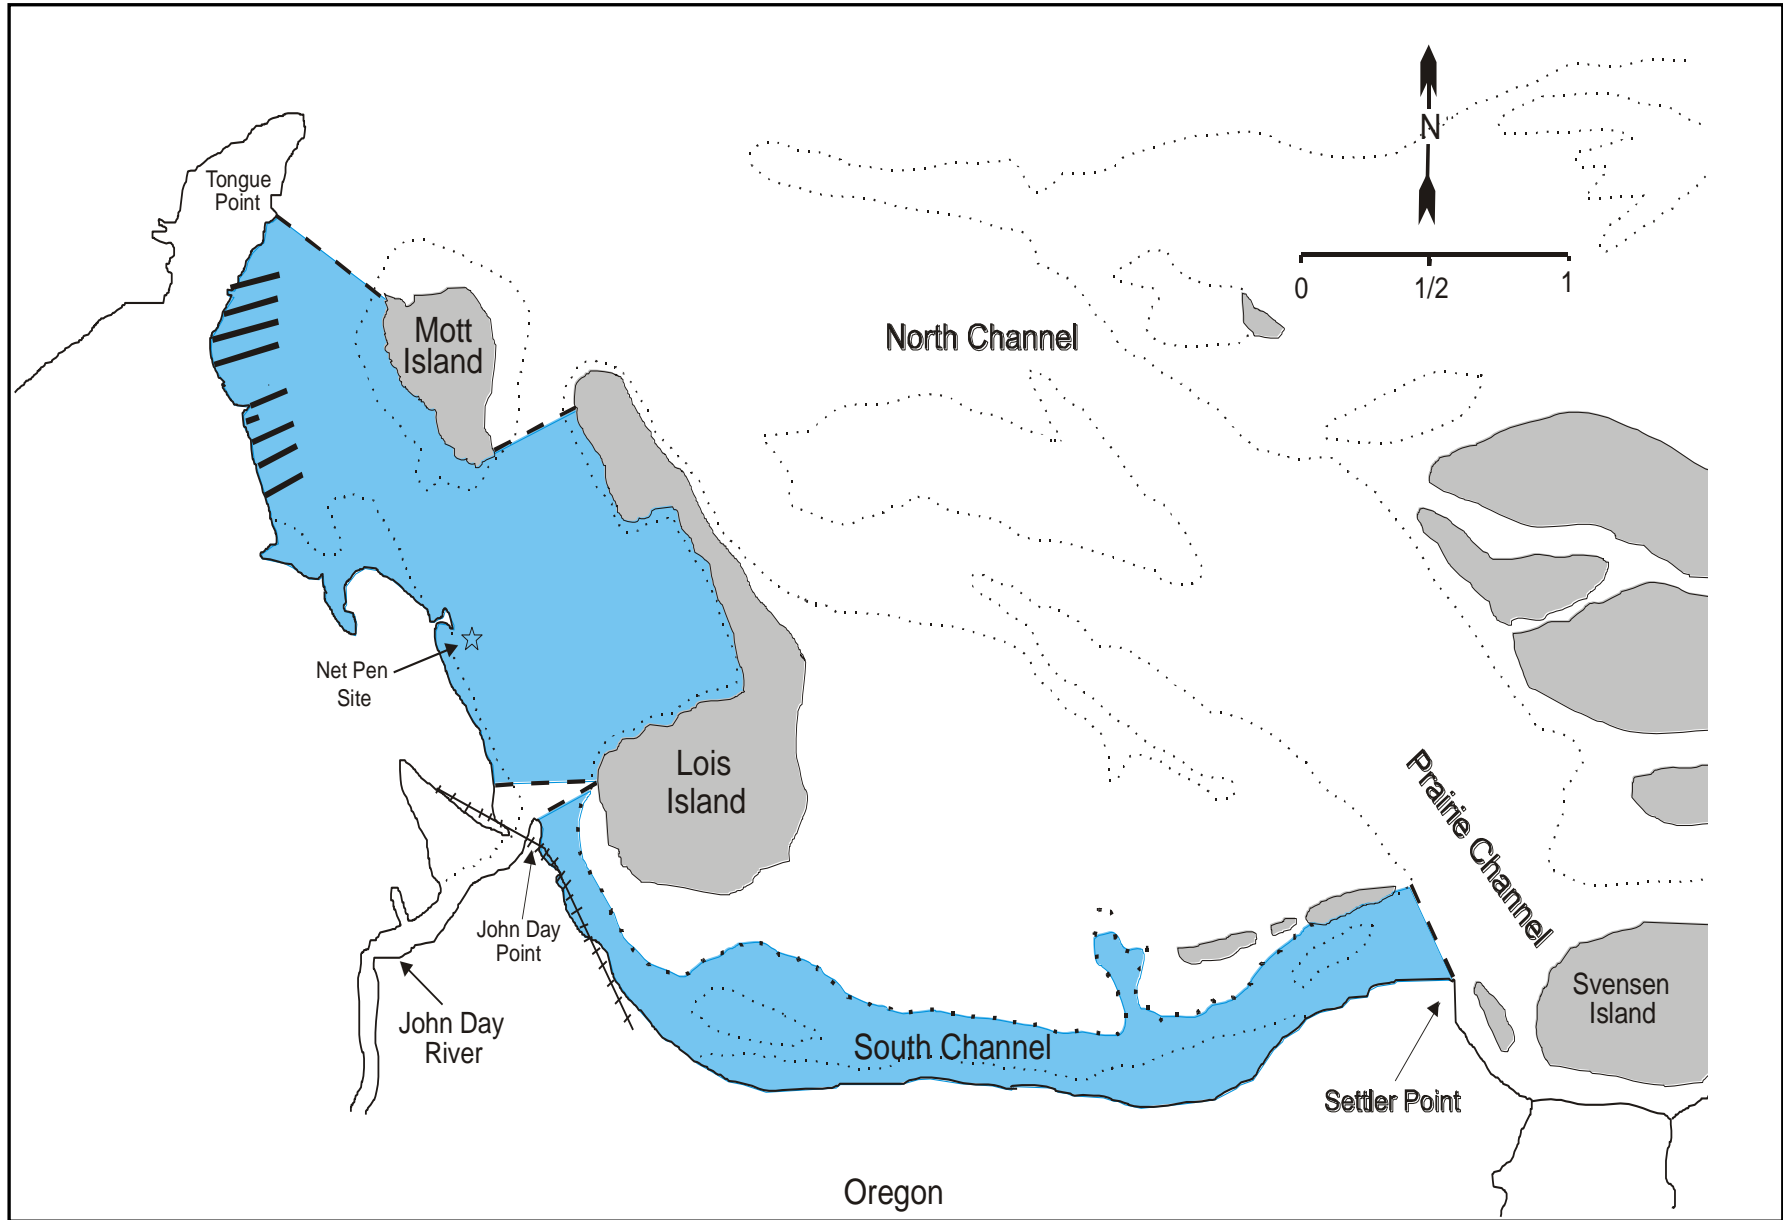 Tongue
Point
N
0
1/2
1
Mott
Island
North Channel
Net Pen
Site
Lois
Island
Prairie Channel
John Day
Point
John Day
River
South Channel
Svensen
Island
Settler Point
Oregon